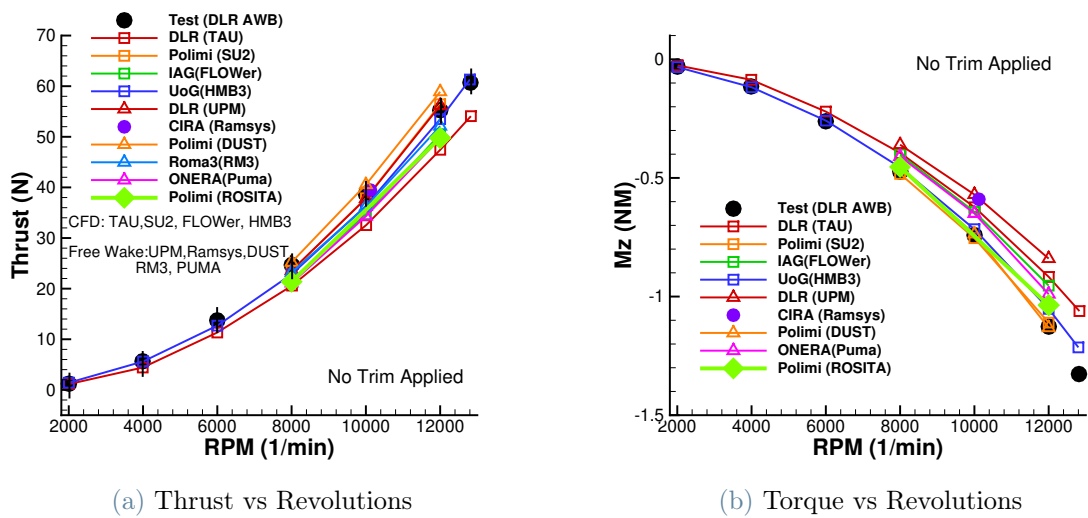 Test (DLR AWB)
DLR (TAU)
Polimi (SU2)
IAG(FLOWer)
UoG(HMB3)
DLR (UPM)
CIRA (Ramsys)
Polimi (DUST)
Roma3(RM3)
ONERA(Puma)
Polimi (ROSITA)
CFD: TAU,SU2, FLOWer, HMB3
Free Wake:UPM,Ramsys,DUST
RM3, PUMA
No Trim Applied
Thrust (N)
70
60
50
40
30
20
10
0
2000 4000 6000 8000 10000 12000
RPM (1/min)
(a) Thrust vs Revolutions
No Trim Applied
Test (DLR AWB)
DLR (TAU)
Polimi (SU2)
IAG(FLOWer)
UoG(HMB3)
DLR (UPM)
CIRA (Ramsys)
Polimi (DUST)
ONERA(Puma)
Polimi (ROSITA)
Mz (NM)
-0
-0.5
-1
-1.5
2000 4000 6000 8000 10000 12000
RPM (1/min)
(b) Torque vs Revolutions